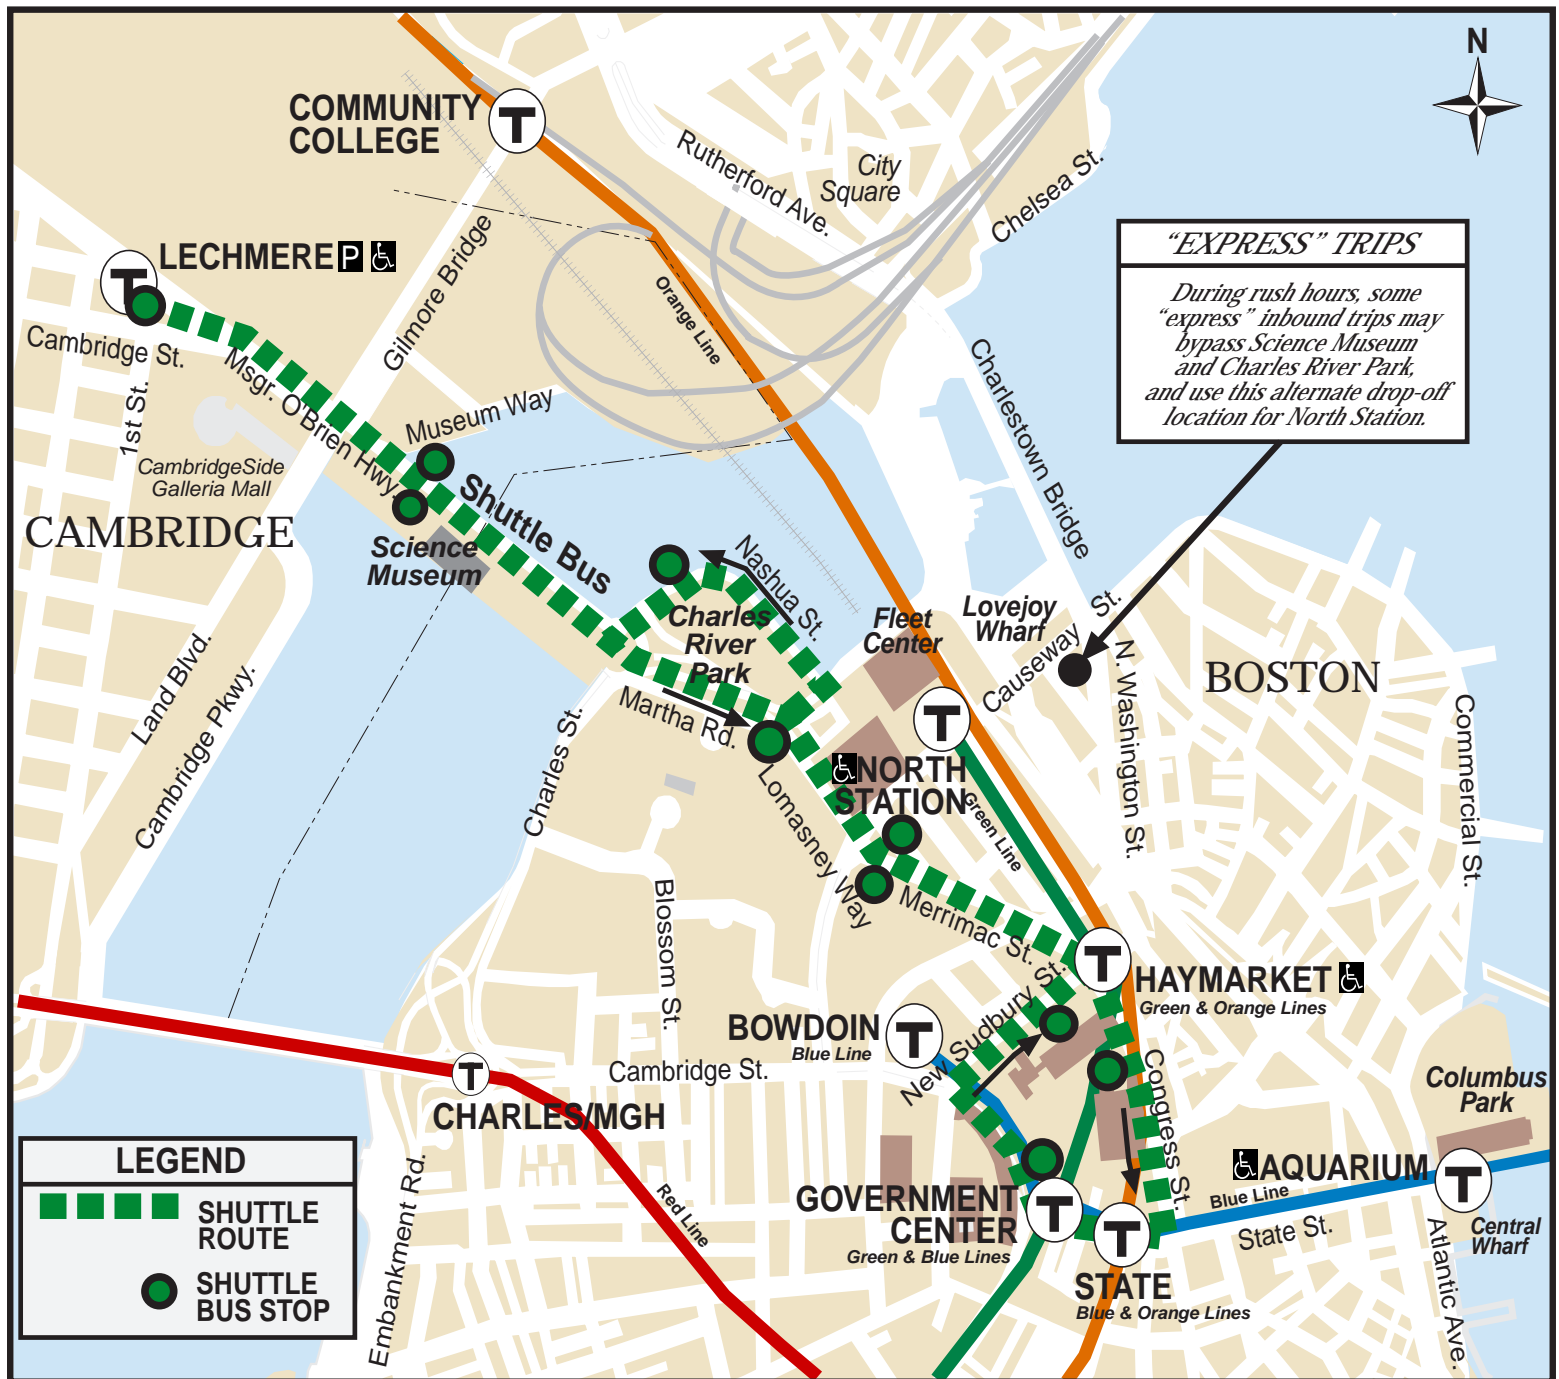 N
COMMUNITY
COLLEGE
T
Rutherford Ave.
City
Square
Chelsea St.
LECHMERE P
T
Gilmore Bridge
Orange Line
"EXPRESS" TRIPS
During rush hours, some
"express" inbound trips may
bypass Science Museum
and Charles River Park,
and use this alternate drop-off
location for North Station.
Cambridge St.
1st St.
Msgr. O'Brien Hwy.
Museum Way
Charlestown Bridge
CambridgeSide
Galleria Mall
CAMBRIDGE
Science
Museum
Shuttle Bus
Nashua St.
Charles
River
Park
Fleet
Center
Lovejoy
Wharf
Causeway St.
N. Washington St.
BOSTON
Commercial St.
Land Blvd.
Cambridge Pkwy.
Charles St.
Martha Rd.
T
NORTH
STATION
Green Line
Lomasney Way
Merrimac St.
Blossom St.
T
HAYMARKET
Green & Orange Lines
New Sudbury St.
BOWDOIN
Blue Line
T
Cambridge St.
T
CHARLES/MGH
Congress St.
Columbus
Park
AQUARIUM
T
Blue Line
State St.
Central
Wharf
Atlantic Ave.
GOVERNMENT
CENTER
Green & Blue Lines
T
T
STATE
Blue & Orange Lines
Red Line
Embankment Rd.
LEGEND
SHUTTLE
ROUTE
SHUTTLE
BUS STOP